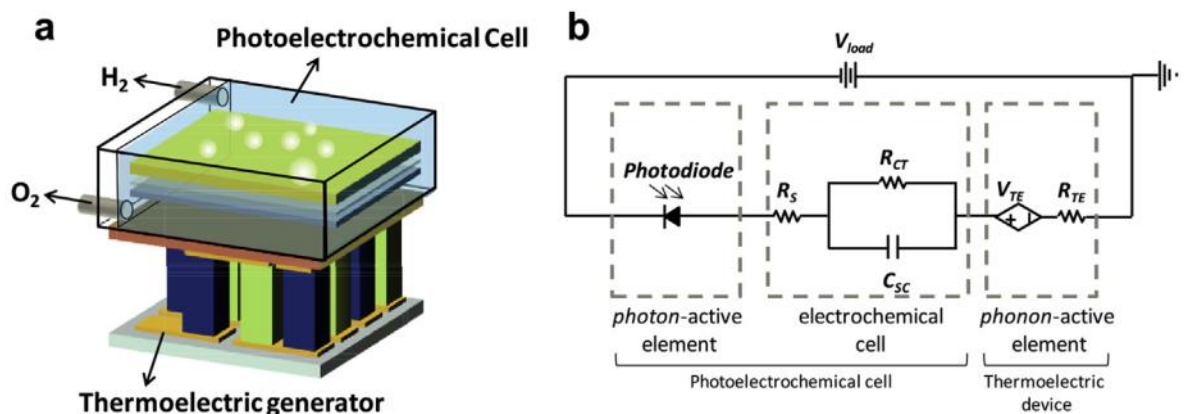 a
Photoelectrochemical Cell
H2
O2
Thermoelectric generator
b
Vload
Photodiode
RS
RCT
CSC
VTE
RTE
photon-active
element
electrochemical
cell
phonon-active
element
Photoelectrochemical cell
Thermoelectric
device